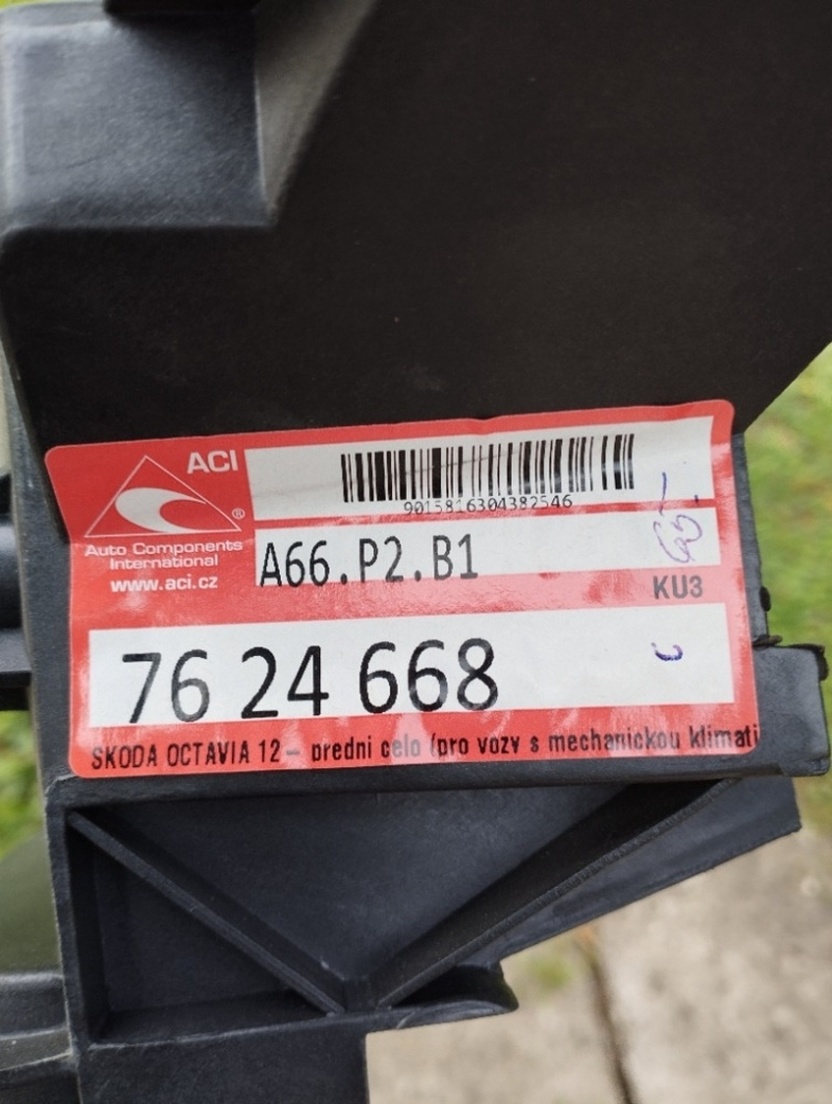 ACI
9015816304382546
®
Auto Components
International
www.aci.cz
A66.P2.B1
KU3
76 24 668
SKODA OCTAVIA 12- predni celo (pro vozy s mechanickou klimati